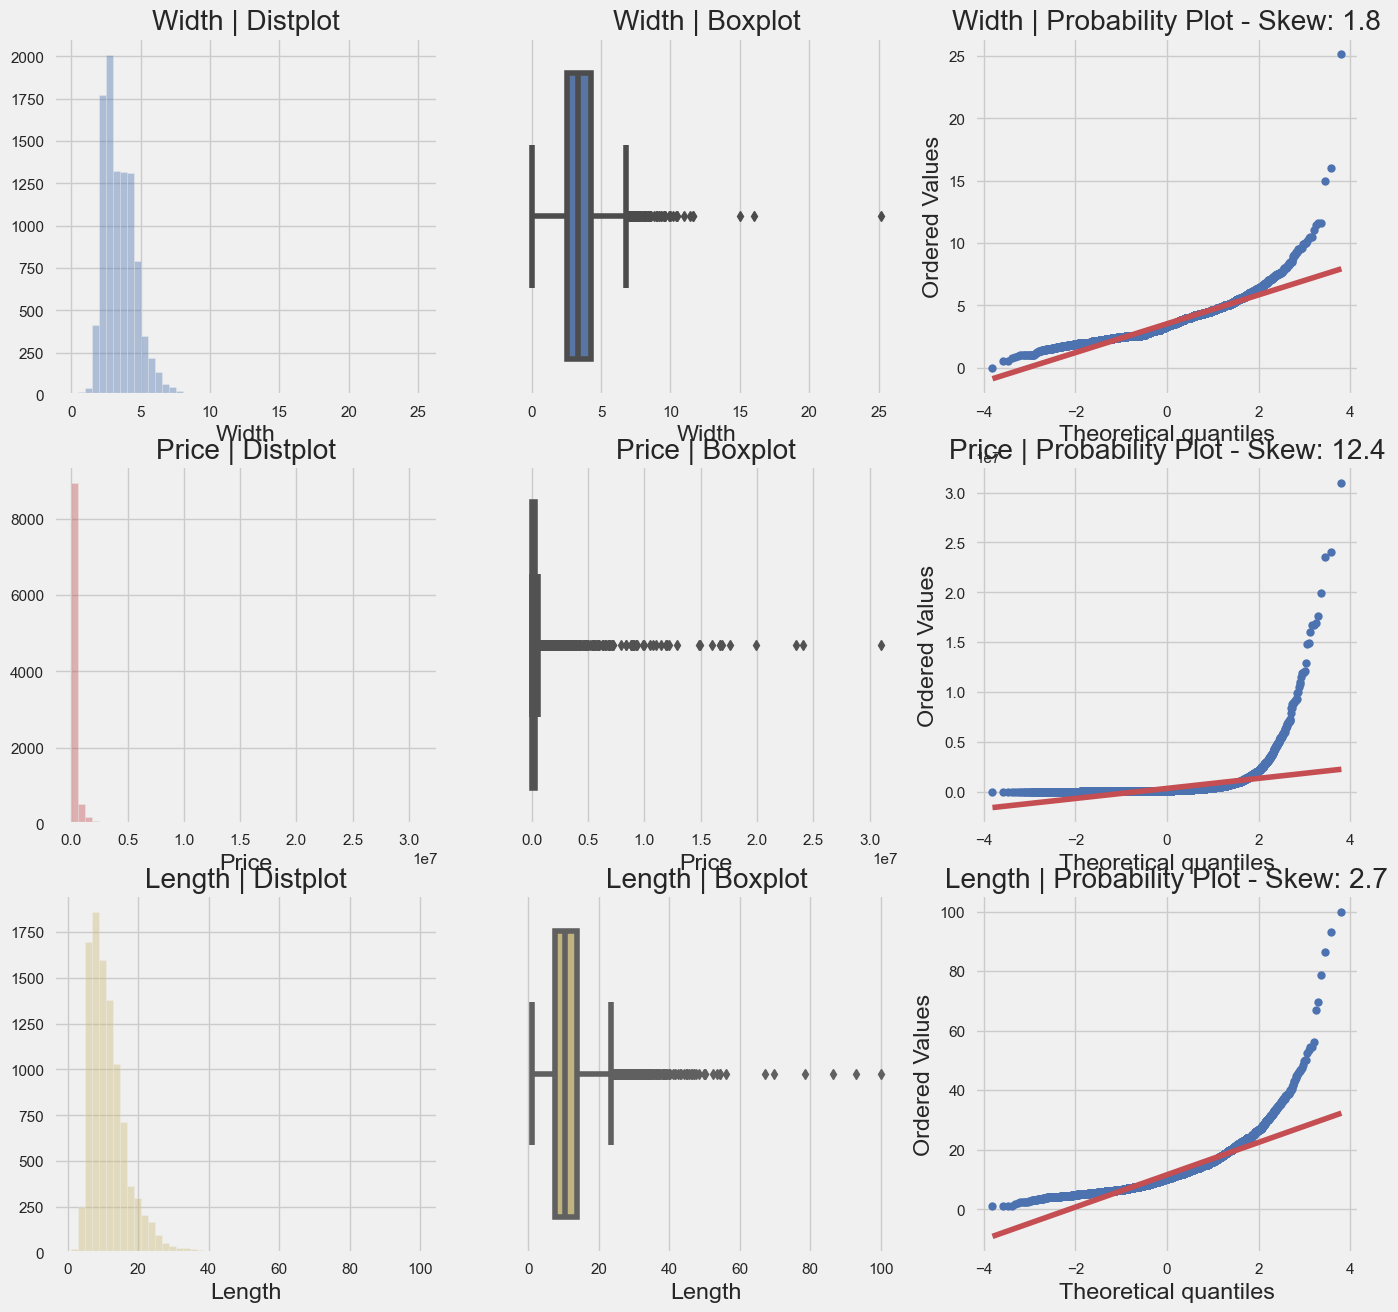 Width | Distplot
2000
1750
1500
1250
1000
750
500
250
0
0 5 10 15 20 25
Width
Width | Boxplot
0 5 10 15 20 25
Width
Width | Probability Plot - Skew: 1.8
Ordered Values
25
20
15
10
5
0
−4 −2 0 2 4
Theoretical quantiles
Price | Distplot
8000
6000
4000
2000
0
0.0 0.5 1.0 1.5 2.0 2.5 3.0
1e7
Price
Price | Boxplot
0.0 0.5 1.0 1.5 2.0 2.5 3.0
1e7
Price
Price | Probability Plot - Skew: 12.4
1e7
Ordered Values
3.0
2.5
2.0
1.5
1.0
0.5
0.0
−4 −2 0 2 4
Theoretical quantiles
Length | Distplot
1750
1500
1250
1000
750
500
250
0
0 20 40 60 80 100
Length
Length | Boxplot
0 20 40 60 80 100
Length
Length | Probability Plot - Skew: 2.7
Ordered Values
100
80
60
40
20
0
−4 −2 0 2 4
Theoretical quantiles